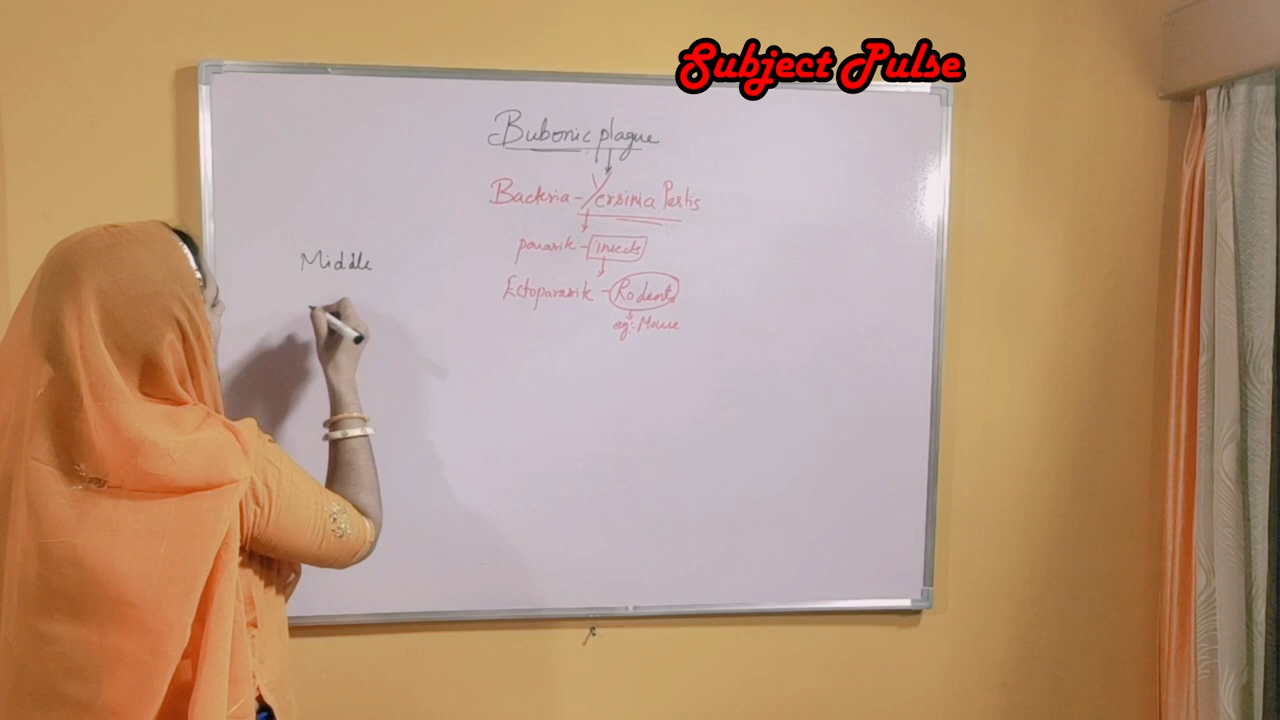 Subject Pulse
Bubonic plague
Bacteria - Yersinia Pestis
parasite - insects
Middle
Ectoparasite - Rodents
eg:- Mouse